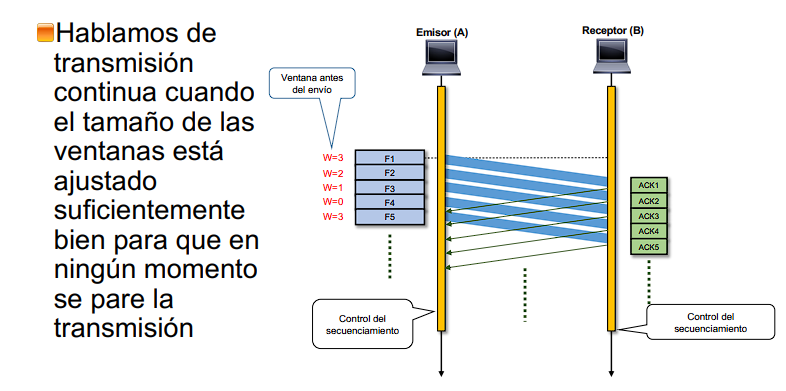 Hablamos de
transmisión
continua cuando
el tamaño de las
ventanas está
ajustado
suficientemente
bien para que en
ningún momento
se pare la
transmisión
Emisor (A)
Receptor (B)
Ventana antes
del envío
W=3 F1
W=2 F2
W=1 F3
W=0 F4
W=3 F5
ACK1
ACK2
ACK3
ACK4
ACK5
Control del
secuenciamiento
Control del
secuenciamiento